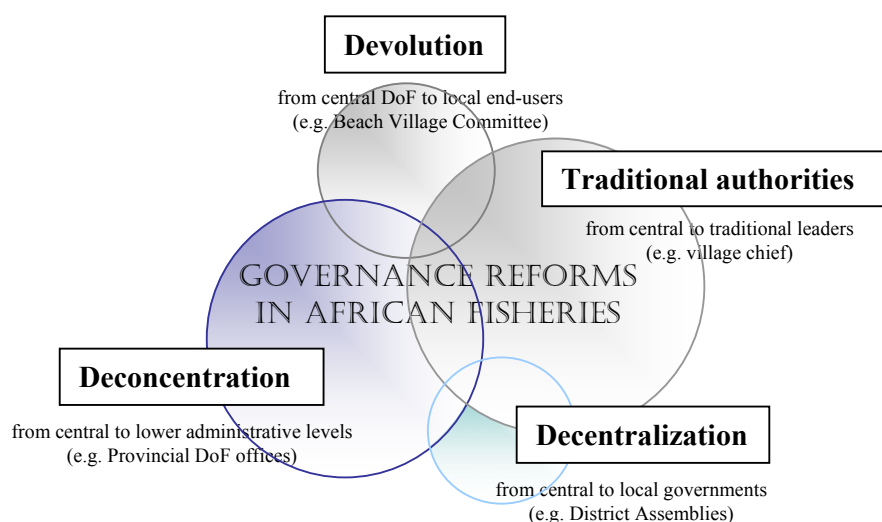 Devolution
from central DoF to local end-users
(e.g. Beach Village Committee)
Traditional authorities
from central to traditional leaders
(e.g. village chief)
GOVERNANCE REFORMS
IN AFRICAN FISHERIES
Deconcentration
from central to lower administrative levels
(e.g. Provincial DoF offices)
Decentralization
from central to local governments
(e.g. District Assemblies)